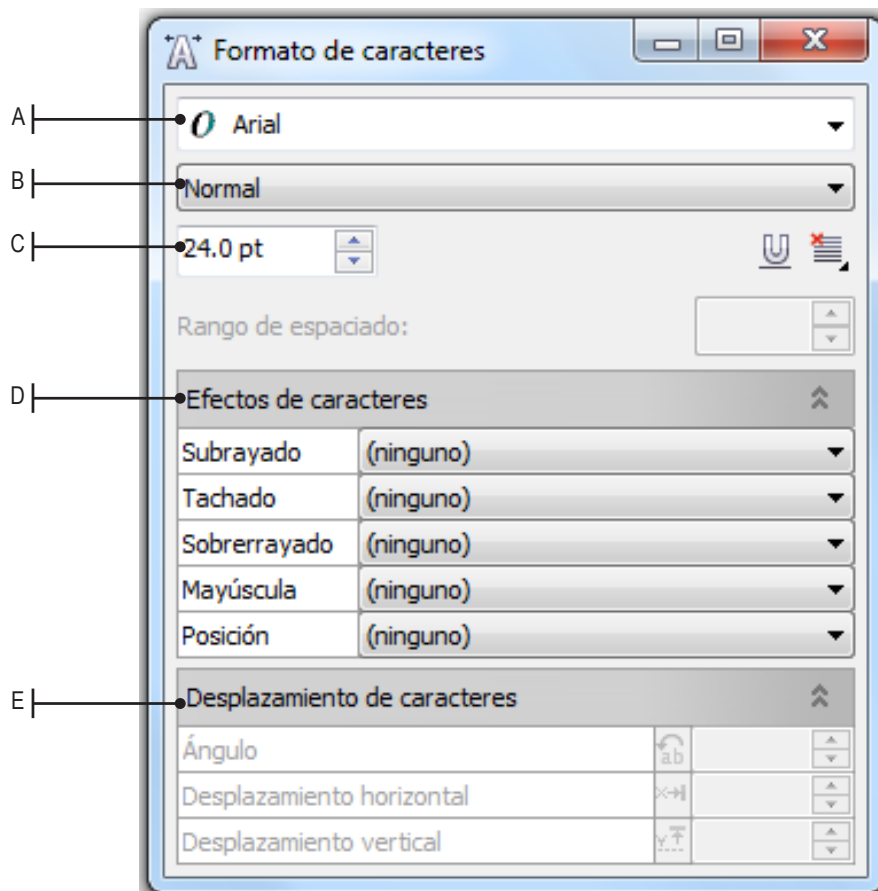 Formato de caracteres
A
Arial
B
Normal
C
24.0 pt
Rango de espaciado:
D
Efectos de caracteres
Subrayado (ninguno)
Tachado (ninguno)
Sobrerrayado (ninguno)
Mayúscula (ninguno)
Posición (ninguno)
E
Desplazamiento de caracteres
Ángulo ab
Desplazamiento horizontal
Desplazamiento vertical